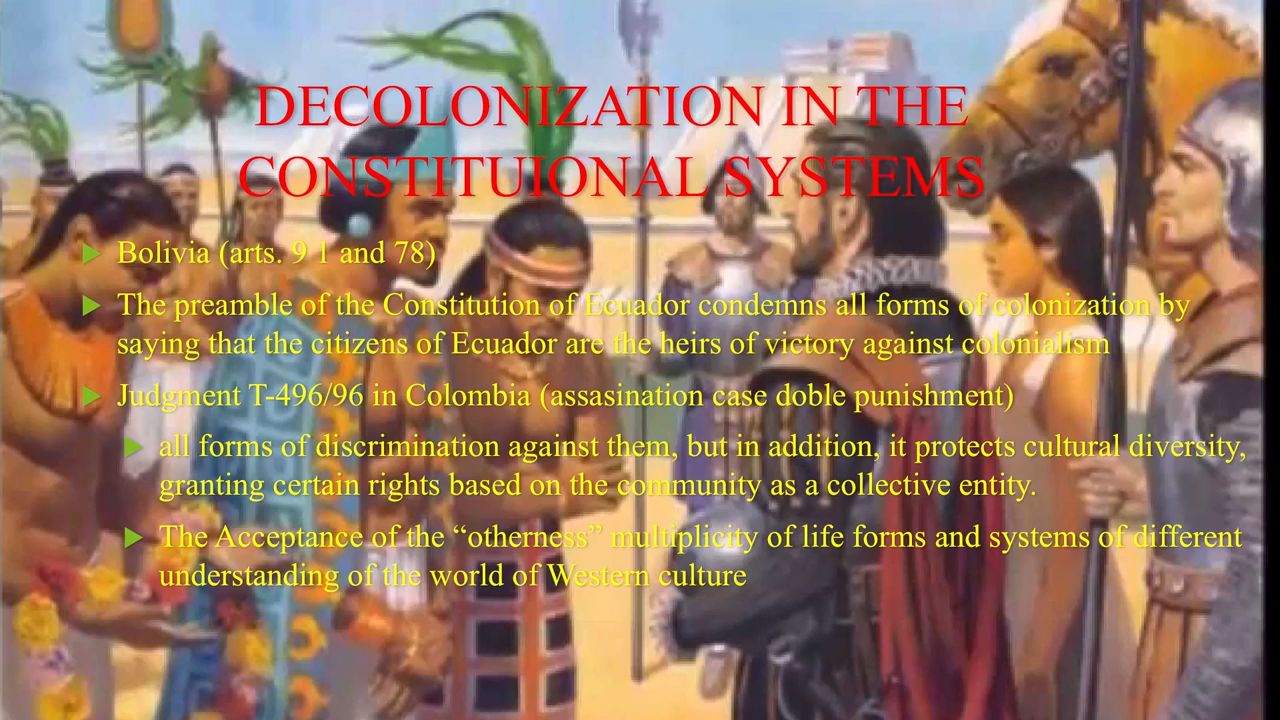 DECOLONIZATION IN THE
CONSTITUIONAL SYSTEMS
Bolivia (arts. 9 1 and 78)
The preamble of the Constitution of Ecuador condemns all forms of colonization by
saying that the citizens of Ecuador are the heirs of victory against colonialism
Judgment T-496/96 in Colombia (assasination case doble punishment)
all forms of discrimination against them, but in addition, it protects cultural diversity,
granting certain rights based on the community as a collective entity.
The Acceptance of the “otherness” multiplicity of life forms and systems of different
understanding of the world of Western culture